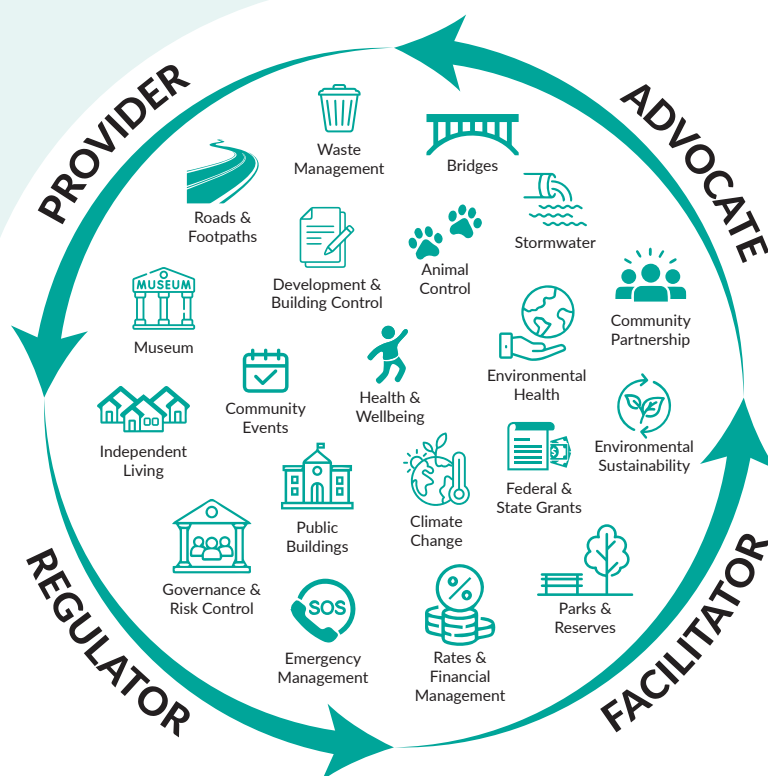 PROVIDER
ADVOCATE
Waste
Management
Bridges
Roads &
Footpaths
Stormwater
Development &
Building Control
Animal
Control
MUSEUM
Museum
Community
Partnership
Community
Events
Health &
Wellbeing
Environmental
Health
Independent
Living
Environmental
Sustainability
Public
Buildings
Climate
Change
Federal &
State Grants
Governance &
Risk Control
SOS
Emergency
Management
%
Rates &
Financial
Management
Parks &
Reserves
$
REGULATOR
FACILITATOR